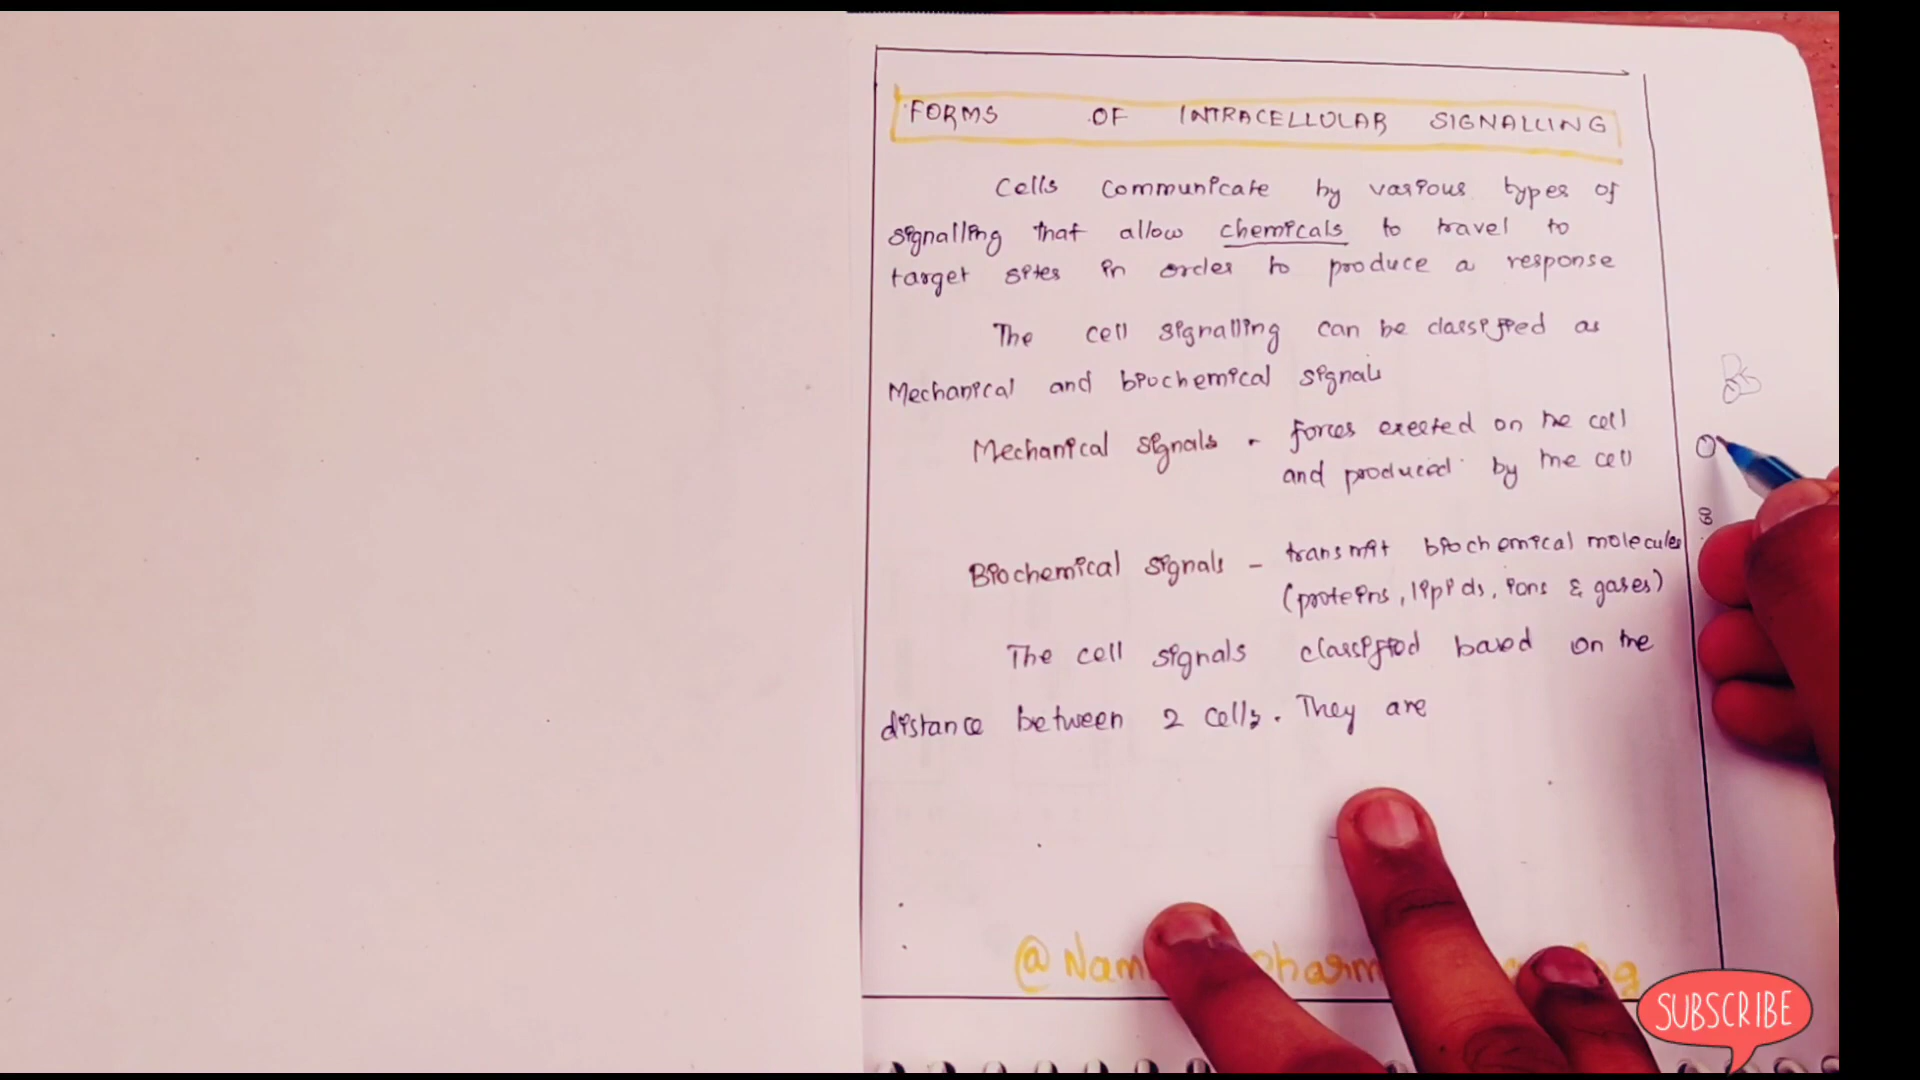 FORMS OF INTRACELLULAR SIGNALLING
Cells communicate by various types of
signalling that allow chemicals to travel to
target sites in order to produce a response
The cell signalling can be classified as
Mechanical and biochemical signals
Mechanical signals - forces exerted on the cell
and produced by the cell
Biochemical signals - transmit biochemical molecules
(proteins, lipids, ions & gases)
The cell signals classified based on the
distance between 2 cells. They are
SUBSCRIBE